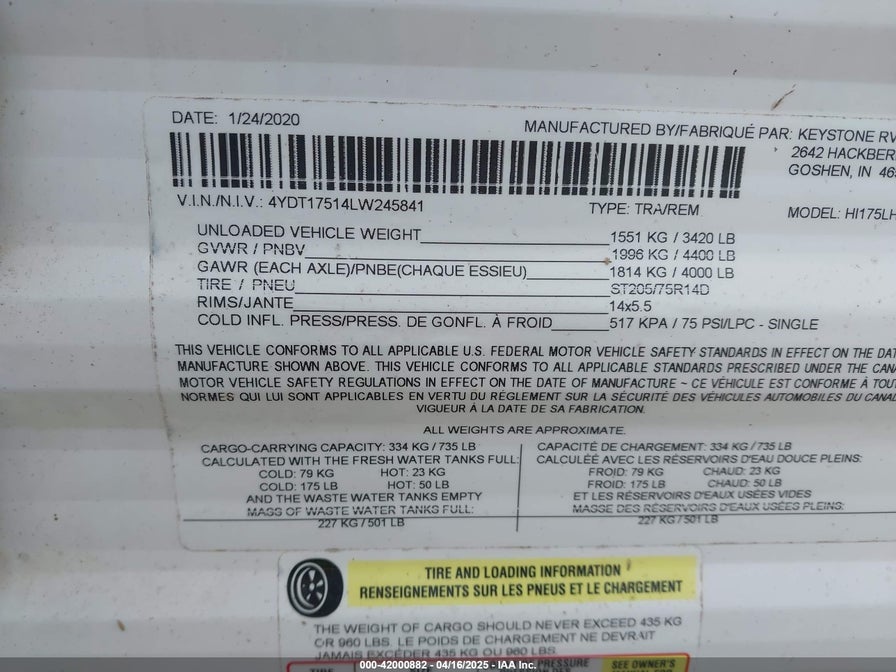 DATE: 1/24/2020
MANUFACTURED BY/FABRIQUÉ PAR: KEYSTONE RV
2642 HACKBER
GOSHEN, IN 465
V.I.N./N.I.V.: 4YDT17514LW245841
TYPE: TRA/REM
MODEL: HI175LH
UNLOADED VEHICLE WEIGHT 1551 KG / 3420 LB
GVWR / PNBV 1996 KG / 4400 LB
GAWR (EACH AXLE)/PNBE(CHAQUE ESSIEU) 1814 KG / 4000 LB
TIRE / PNEU ST205/75R14D
RIMS/JANTE 14x5.5
COLD INFL. PRESS/PRESS. DE GONFL. À FROID 517 KPA / 75 PSI/LPC - SINGLE
THIS VEHICLE CONFORMS TO ALL APPLICABLE U.S. FEDERAL MOTOR VEHICLE SAFETY STANDARDS IN EFFECT ON THE DAT
MANUFACTURE SHOWN ABOVE. THIS VEHICLE CONFORMS TO ALL APPLICABLE STANDARDS PRESCRIBED UNDER THE CANA
MOTOR VEHICLE SAFETY REGULATIONS IN EFFECT ON THE DATE OF MANUFACTURE ~ CE VÉHICULE EST CONFORME À TOU
NORMES QUI LUI SONT APPLICABLES EN VERTU DU RÉGLEMENT SUR LA SÉCURITÉ DES VÉHICULES AUTOMOBILES DU CANAL
VIGUEUR À LA DATE DE SA FABRICATION.
ALL WEIGHTS ARE APPROXIMATE.
CARGO-CARRYING CAPACITY: 334 KG / 735 LB
CALCULATED WITH THE FRESH WATER TANKS FULL:
COLD: 79 KG HOT: 23 KG
COLD: 175 LB HOT: 50 LB
AND THE WASTE WATER TANKS EMPTY
MASS OF WASTE WATER TANKS FULL:
227 KG / 501 LB
CAPACITÉ DE CHARGEMENT: 334 KG / 735 LB
CALCULÉE AVEC LES RÉSERVOIRS D'EAU DOUCE PLEINS:
FROID: 79 KG CHAUD: 23 KG
FROID: 175 LB CHAUD: 50 LB
ET LES RÉSERVOIRS D'EAUX USÉES VIDES
MASSE DES RÉSERVOIRS D'EAUX USÉES PLEINS:
227 KG / 501 LB
TIRE AND LOADING INFORMATION
RENSEIGNEMENTS SUR LES PNEUS ET LE CHARGEMENT
THE WEIGHT OF CARGO SHOULD NEVER EXCEED 435 KG
OR 960 LBS. LE POIDS DE CHARGEMENT NE DEVRAIT
JAMAIS EXCÉDER 435 KG OU 960 LBS.
PRESSURE
SEE OWNER'S
000-42000882 - 04/16/2025 - IAA Inc.